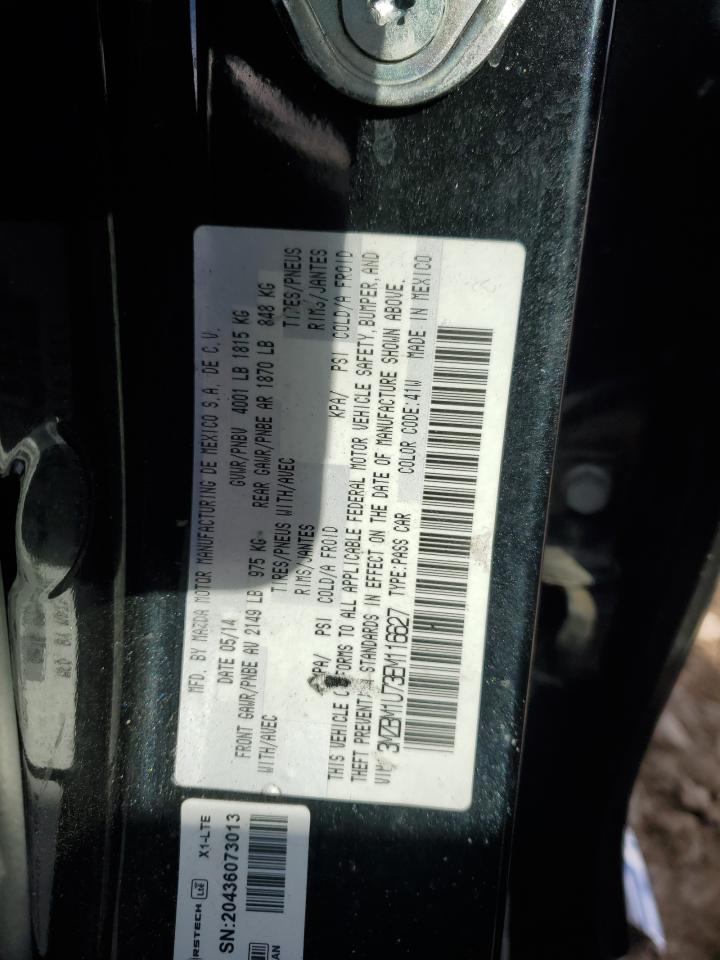 MFD. BY MAZDA MOTOR MANUFACTURING DE MEXICO S.A. DE C.V.
DATE 05/14 GVWR/PNBV 4001 LB 1815 KG
FRONT GAWR/PNBE AV 2149 LB 975 KG REAR GAWR/PNBE AR 1870 LB 848 KG
WITH/AVEC TIRES/PNEUS WITH/AVEC TIRES/PNEUS
RIMS/JANTES RIMS/JANTES
KPA/ PSI COLD/A FROID KPA/ PSI COLD/A FROID
THIS VEHICLE CONFORMS TO ALL APPLICABLE FEDERAL MOTOR VEHICLE SAFETY, BUMPER, AND
THEFT PREVENTION STANDARDS IN EFFECT ON THE DATE OF MANUFACTURE SHOWN ABOVE.
VIN: 3MZBM1U73EM116627 TYPE:PASS CAR COLOR CODE:41W MADE IN MEXICO
X1-LTE
LTE
SN:20436073013